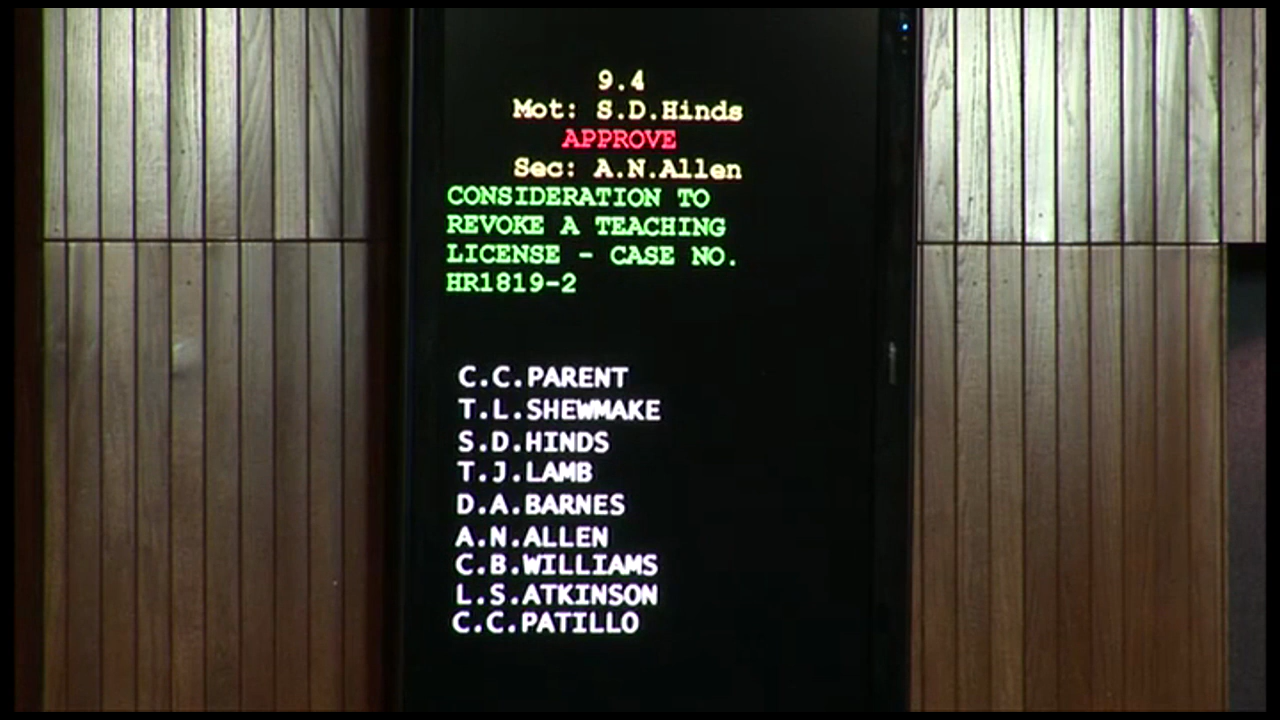 9.4
Mot: S.D.Hinds
APPROVE
Sec: A.N.Allen
CONSIDERATION TO
REVOKE A TEACHING
LICENSE - CASE NO.
HR1819-2
C.C.PARENT
T.L.SHEWMAKE
S.D.HINDS
T.J.LAMB
D.A.BARNES
A.N.ALLEN
C.B.WILLIAMS
L.S.ATKINSON
C.C.PATILLO